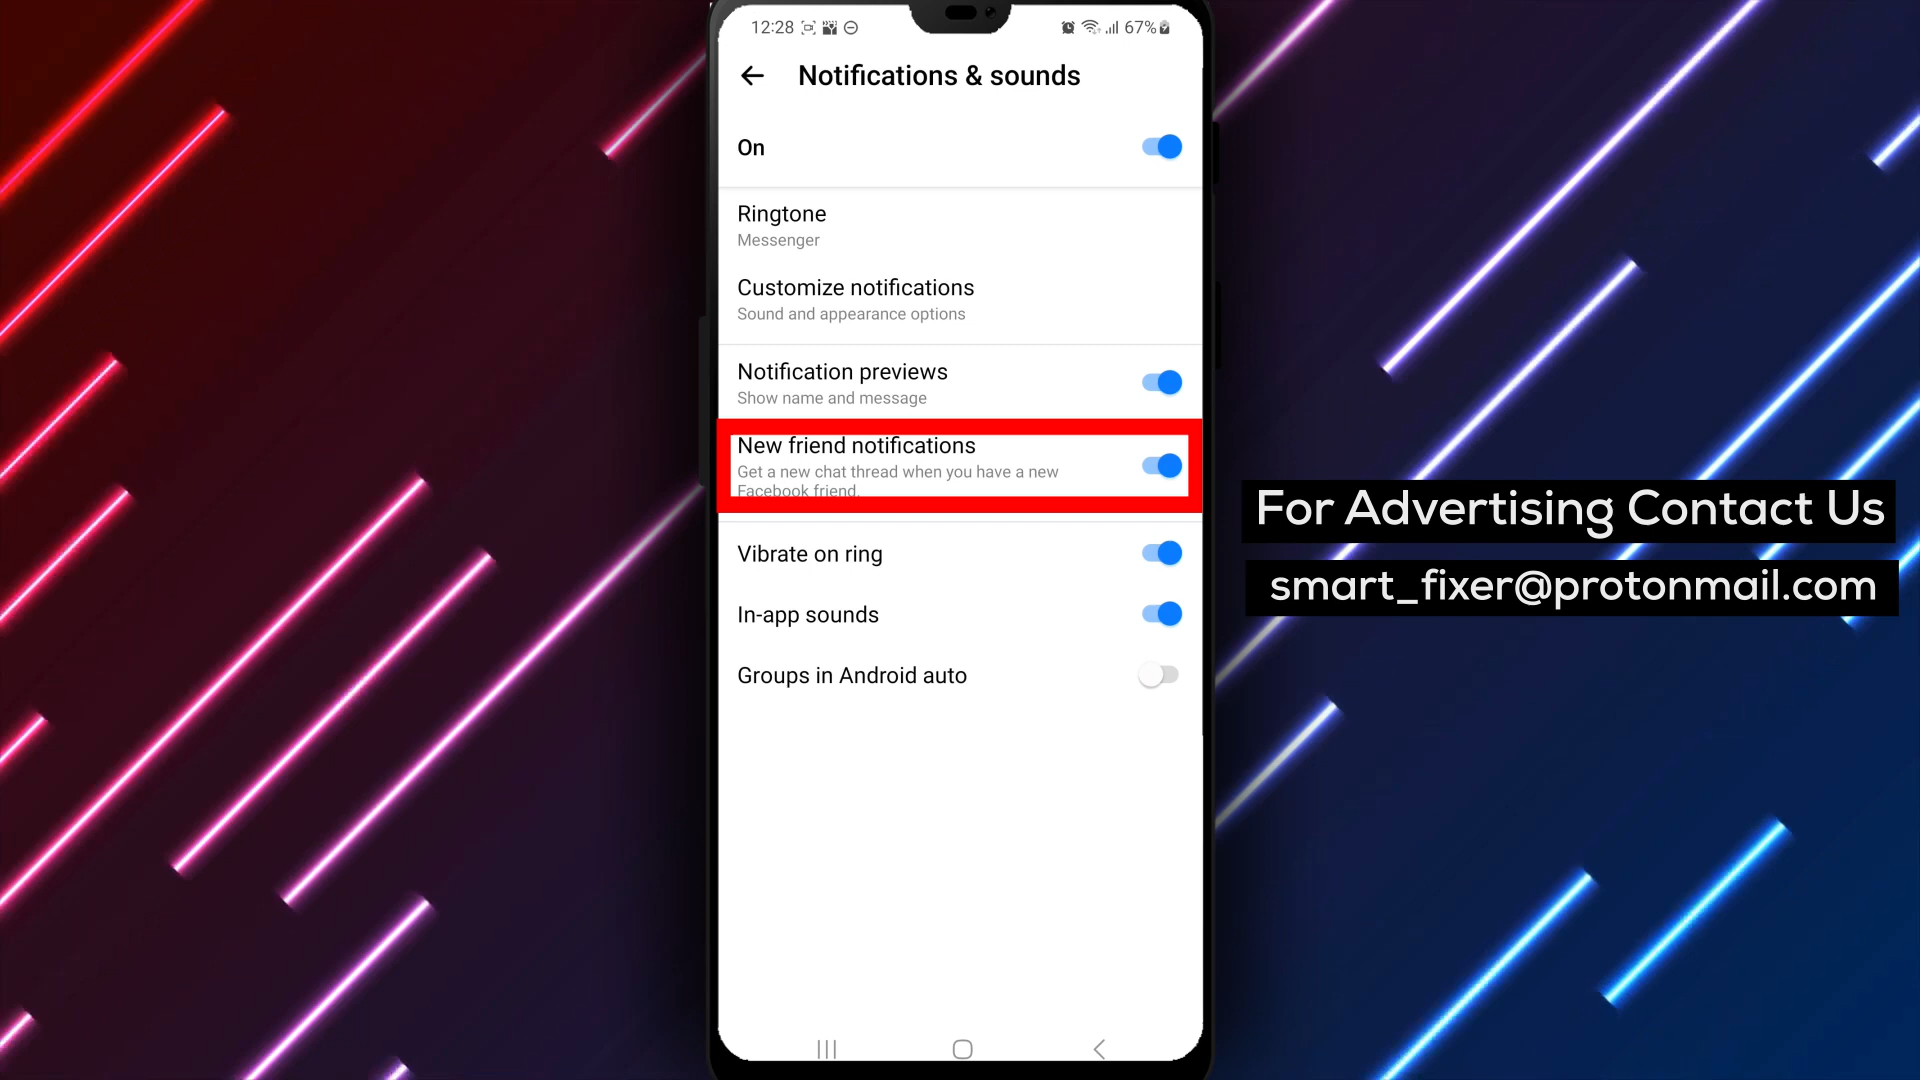 12:28
67%
Notifications & sounds
On
Ringtone
Messenger
Customize notifications
Sound and appearance options
Notification previews
Show name and message
New friend notifications
Get a new chat thread when you have a new
Facebook friend.
Vibrate on ring
In-app sounds
Groups in Android auto
For Advertising Contact Us
smart_fixer@protonmail.com